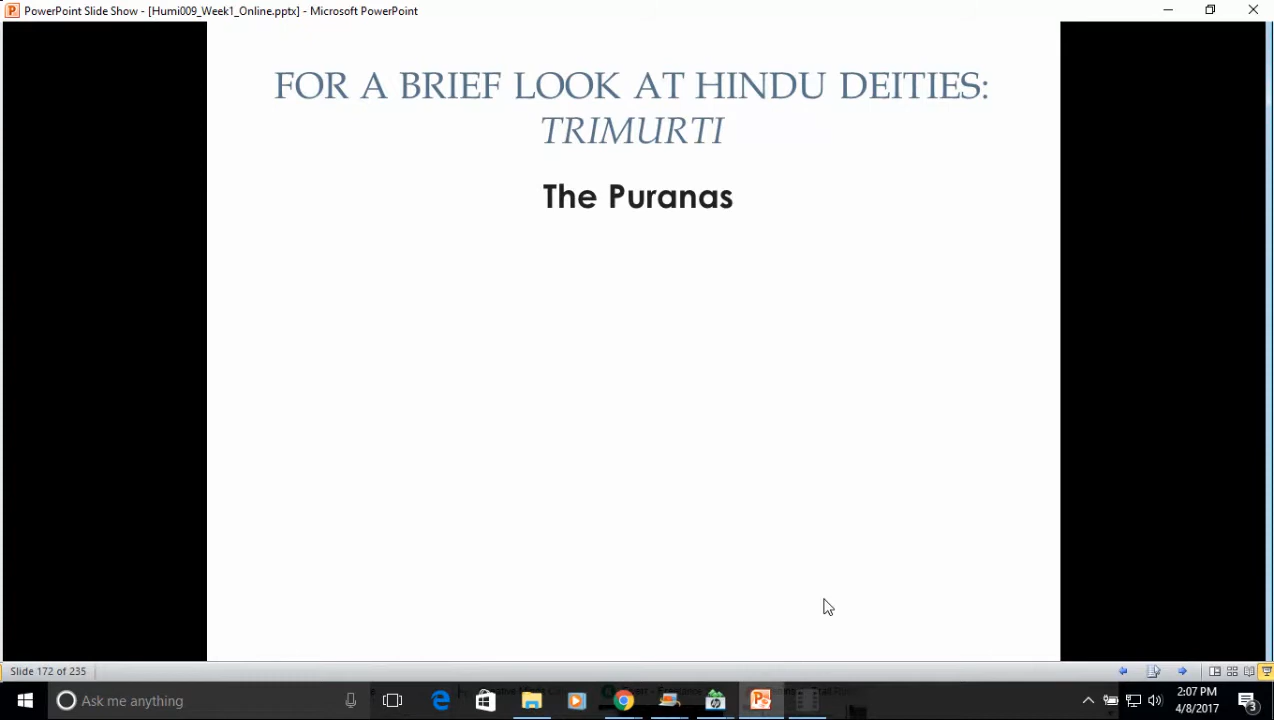 PowerPoint Slide Show - [Humi009_Week1_Online.pptx] - Microsoft PowerPoint
FOR A BRIEF LOOK AT HINDU DEITIES:
TRIMURTI
The Puranas
Slide 172 of 235
Ask me anything
2:07 PM
4/8/2017
3